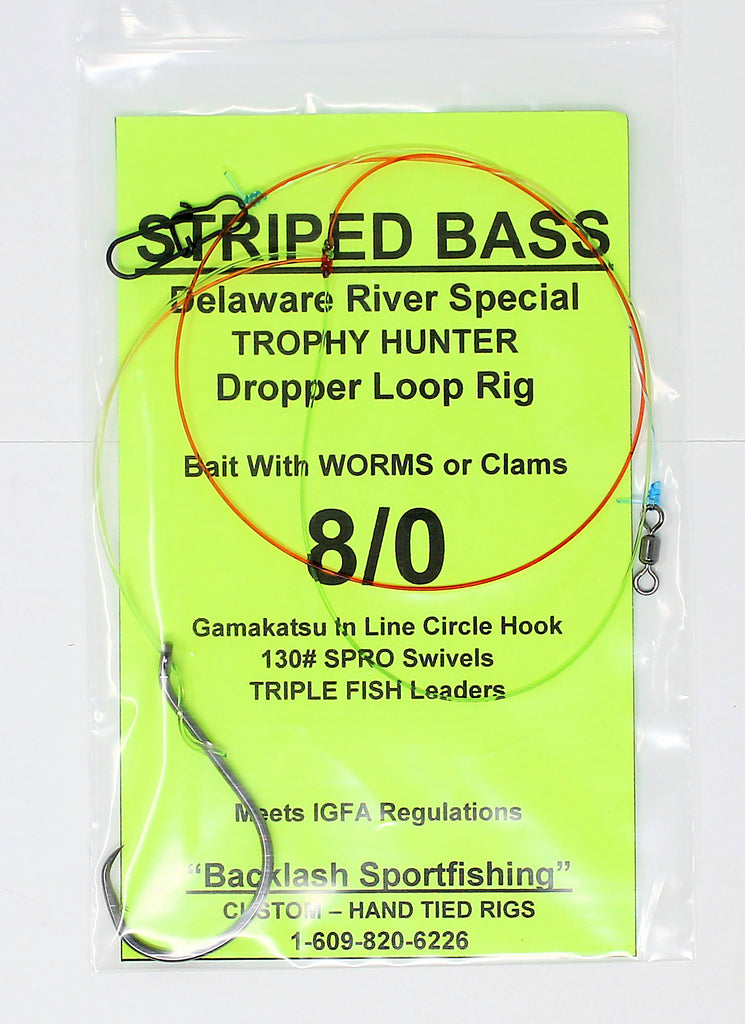 STRIPED BASS
Delaware River Special
TROPHY HUNTER
Dropper Loop Rig
Bait With WORMS or Clams
8/0
Gamakatsu In Line Circle Hook
130# SPRO Swivels
TRIPLE FISH Leaders
Meets IGFA Regulations
“Backlash Sportfishing”
CUSTOM – HAND TIED RIGS
1-609-820-6226